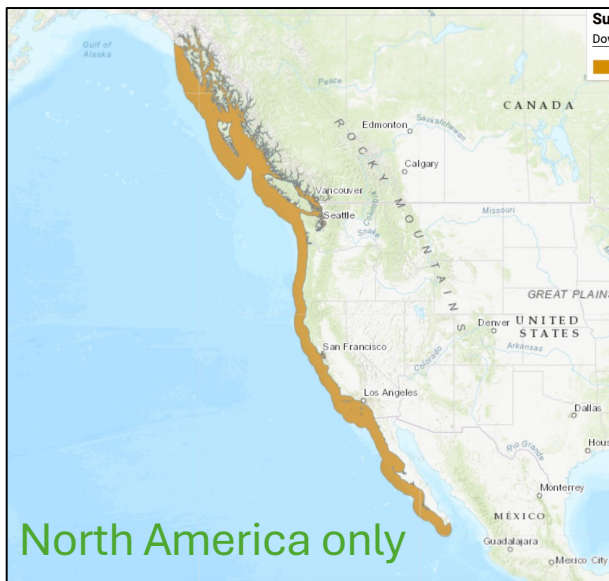 Su
Dov
Gulf of
Alaska
Peace
CANADA
Edmonton
Saskatchewan
ROCKY MOUNTAINS
Calgary
Vancouver
Seattle
Columbia
Snake
Missouri
GREAT PLAINS
Denver
UNITED
STATES
Arkansas
San Francisco
Colorado
Los Angeles
Dallas
Rio Grande
Hous
Monterrey
MÉXICO
Guadalajara
Mexico City
North America only